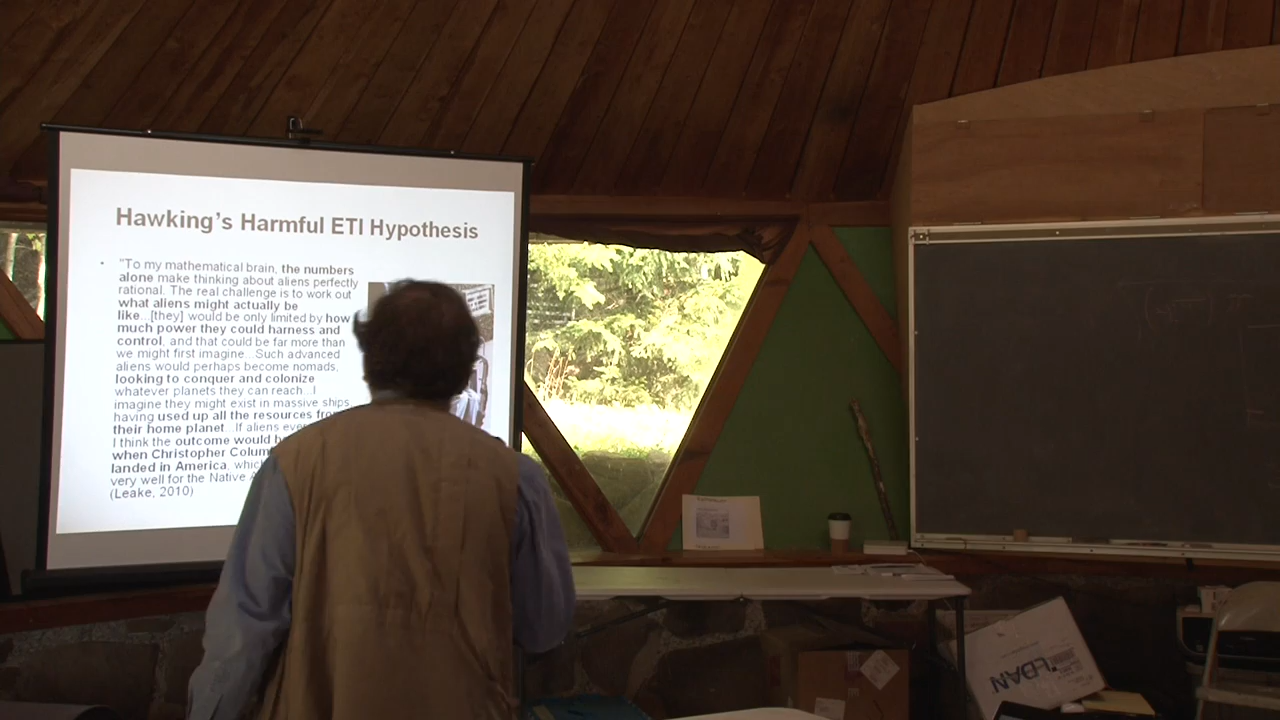 Hawking's Harmful ETI Hypothesis
• "To my mathematical brain, the numbers
alone make thinking about aliens perfectly
rational. The real challenge is to work out
what aliens might actually be
like...[they] would be only limited by how
much power they could harness and
control, and that could be far more than
we might first imagine...Such advanced
aliens would perhaps become nomads,
looking to conquer and colonize
whatever planets they can reach...I
imagine they might exist in massive ships,
having used up all the resources from
their home planet...If aliens
I think the outcome would
when Christopher
landed in America,
very well for the Native
(Leake, 2010)
LOAN